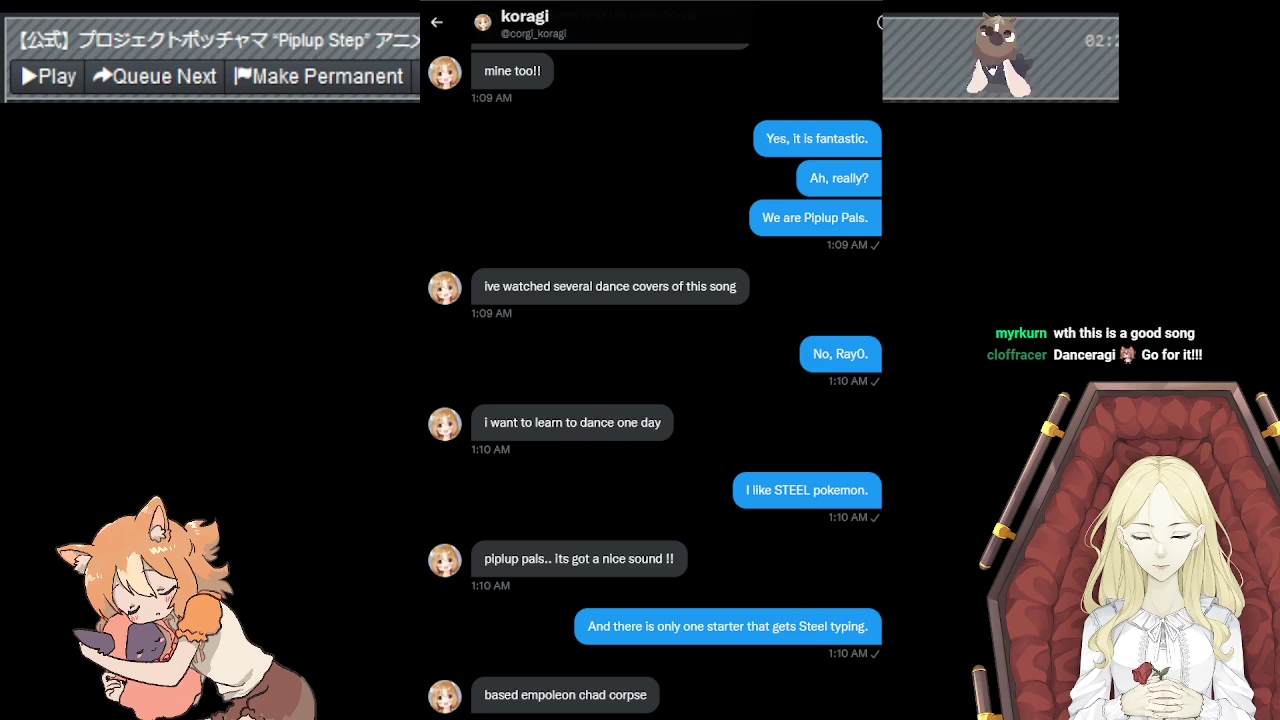 【公式】プロジェクトポッチャマ “Piplup Step” アニメ
Play Queue Next Make Permanent
koragi
@corgi_koragi
02:
mine too!!
1:09 AM
Yes, it is fantastic.
Ah, really?
We are Piplup Pals.
1:09 AM
ive watched several dance covers of this song
1:09 AM
No, Ray0.
1:10 AM
i want to learn to dance one day
1:10 AM
I like STEEL pokemon.
1:10 AM
piplup pals.. its got a nice sound !!
1:10 AM
And there is only one starter that gets Steel typing.
1:10 AM
based empoleon chad corpse
myrkurn wth this is a good song
cloffracer Danceragi Go for it!!!